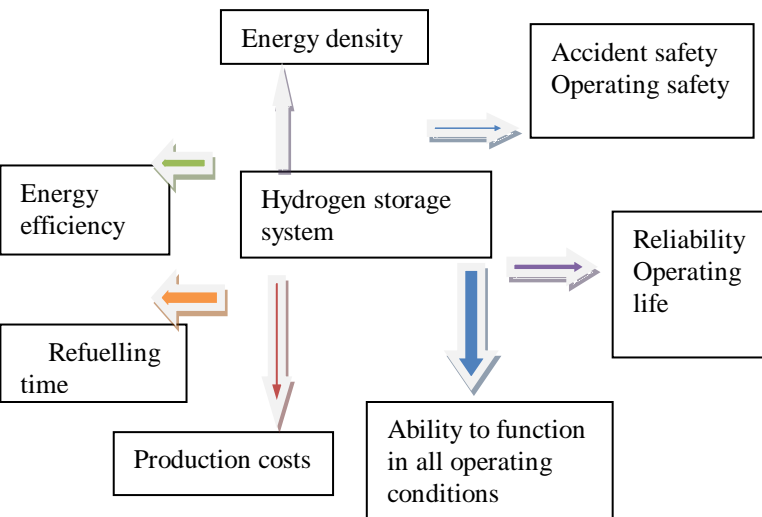 Energy density
Accident safety
Operating safety
Energy
efficiency
Hydrogen storage
system
Reliability
Operating
life
Refuelling
time
Production costs
Ability to function
in all operating
conditions